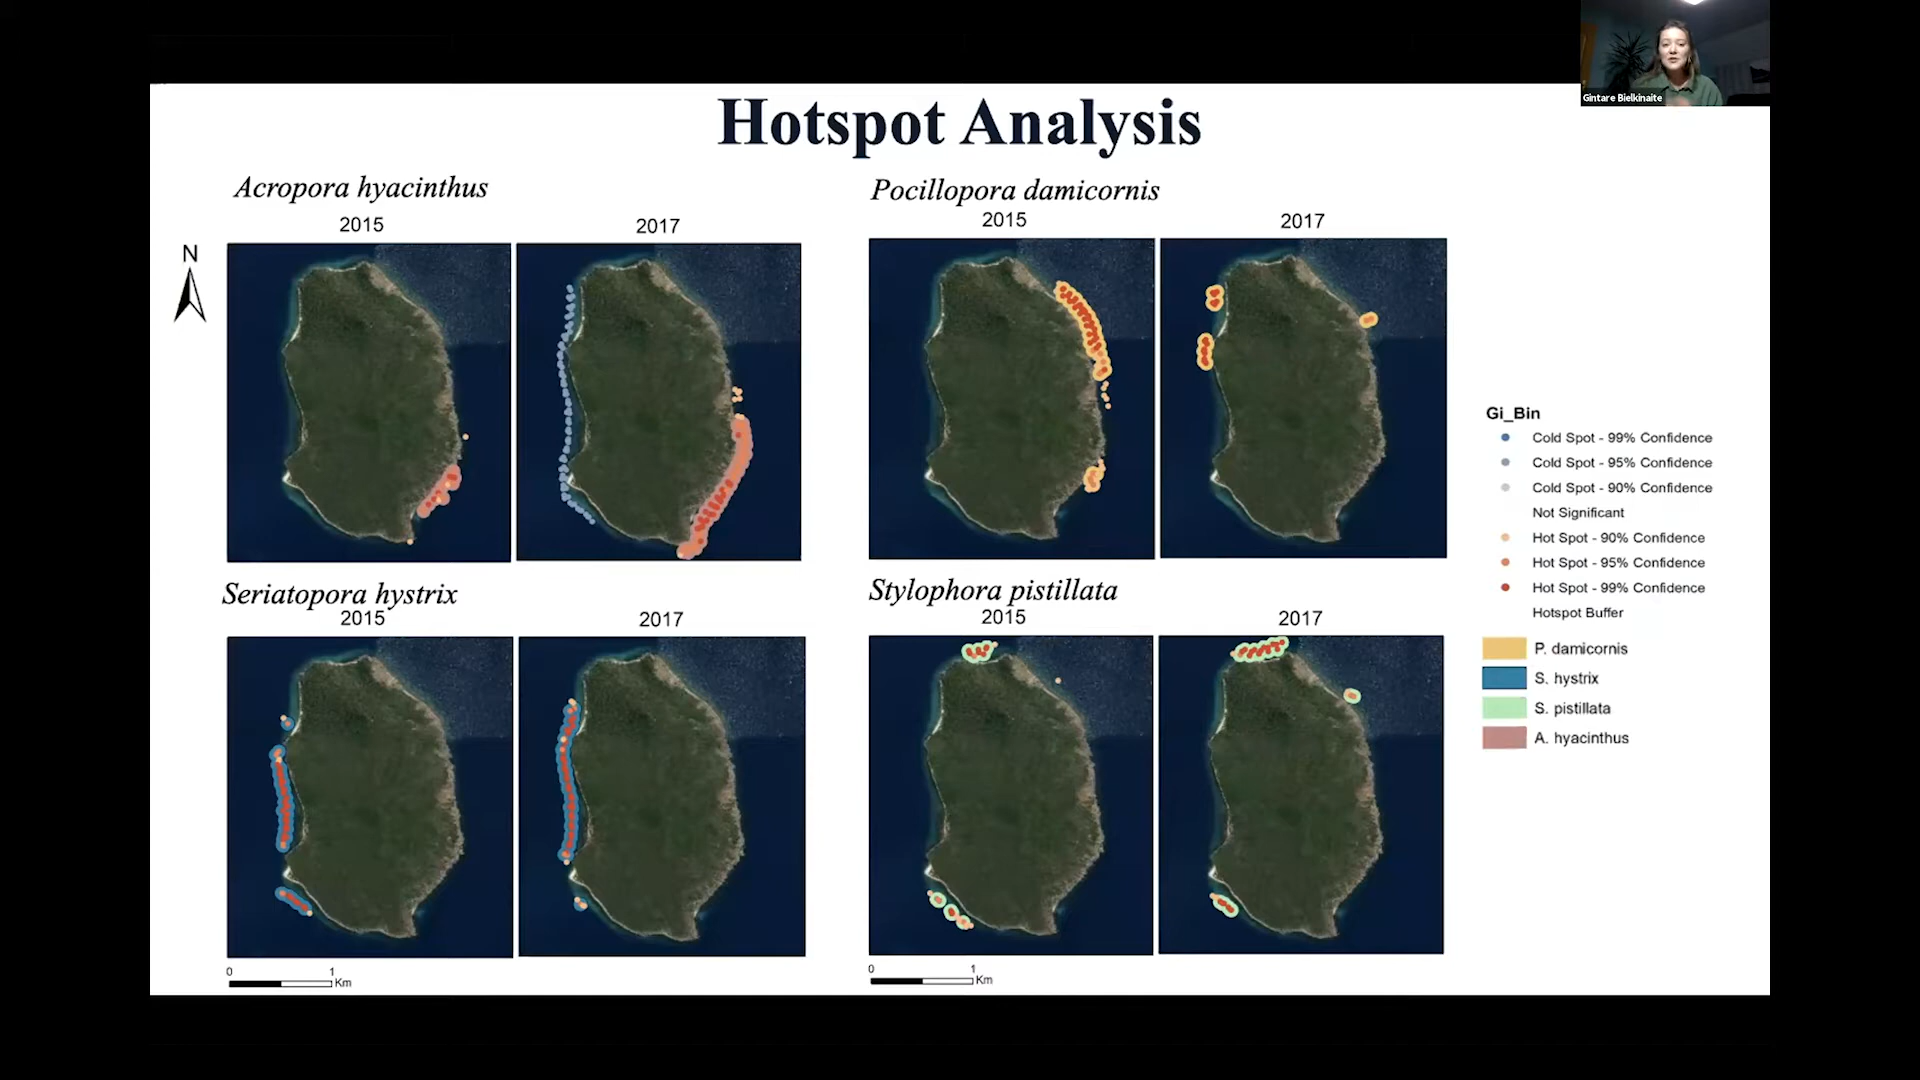 Gintare Bielkinaite
Hotspot Analysis
Acropora hyacinthus
2015
2017
N
Pocillopora damicornis
2015
2017
Seriatopora hystrix
2015
2017
0
1
Km
Stylophora pistillata
2015
2017
0
1
Km
Gi_Bin
Cold Spot - 99% Confidence
Cold Spot - 95% Confidence
Cold Spot - 90% Confidence
Not Significant
Hot Spot - 90% Confidence
Hot Spot - 95% Confidence
Hot Spot - 99% Confidence
Hotspot Buffer
P. damicornis
S. hystrix
S. pistillata
A. hyacinthus